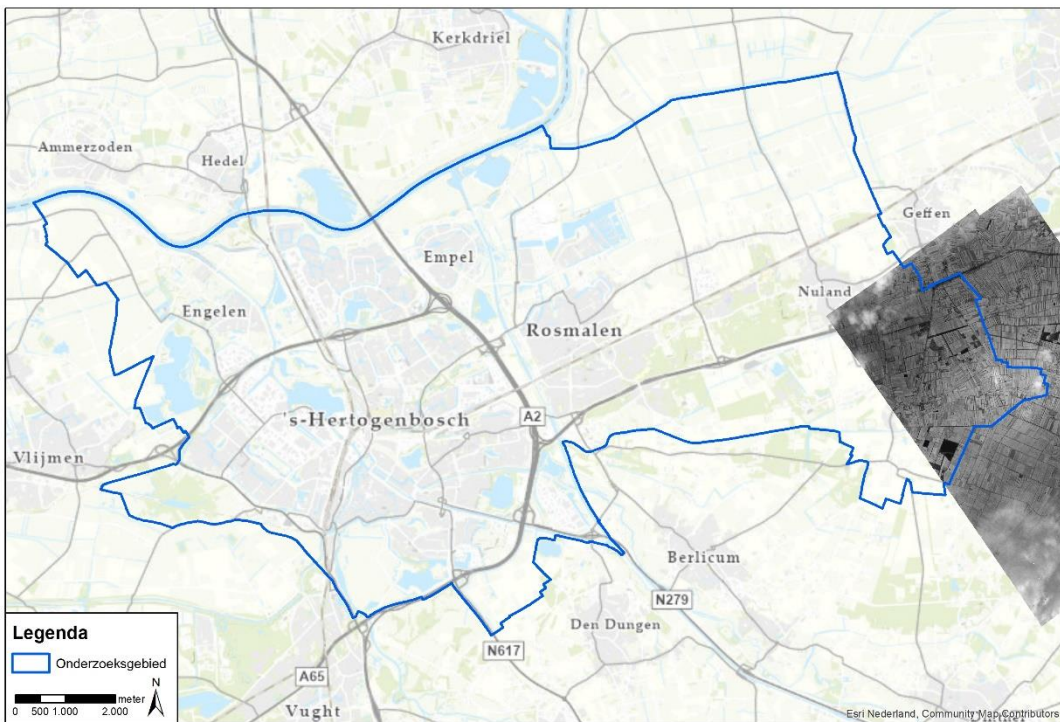 Kerkdriel
Ammerzoden
Hedel
Geffen
Empel
Nuland
Engelen
Rosmalen
A2
's-Hertogenbosch
Vlijmen
Berlicum
N279
Den Dungen
N617
A65
Vught
Legenda
Onderzoeksgebied
N
meter
0 500 1.000 2.000
Esri Nederland, Community Map Contributors